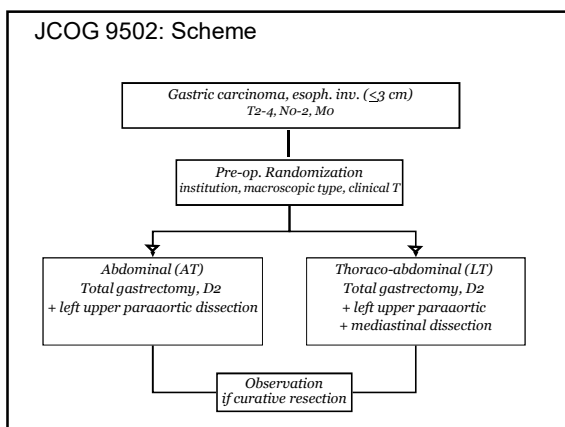 JCOG 9502: Scheme
Gastric carcinoma, esoph. inv. (≤3 cm)
T2-4, N0-2, M0
Pre-op. Randomization
institution, macroscopic type, clinical T
Abdominal (AT)
Total gastrectomy, D2
+ left upper paraaortic dissection
Thoraco-abdominal (LT)
Total gastrectomy, D2
+ left upper paraaortic
+ mediastinal dissection
Observation
if curative resection